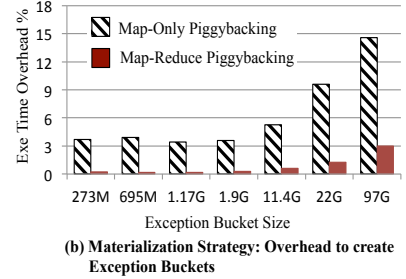 18
15
12
9
6
3
0
Exe Time Overhead %
Map-Only Piggybacking
Map-Reduce Piggybacking
273M 695M 1.17G 1.9G 11.4G 22G 97G
Exception Bucket Size
(b) Materialization Strategy: Overhead to create
Exception Buckets